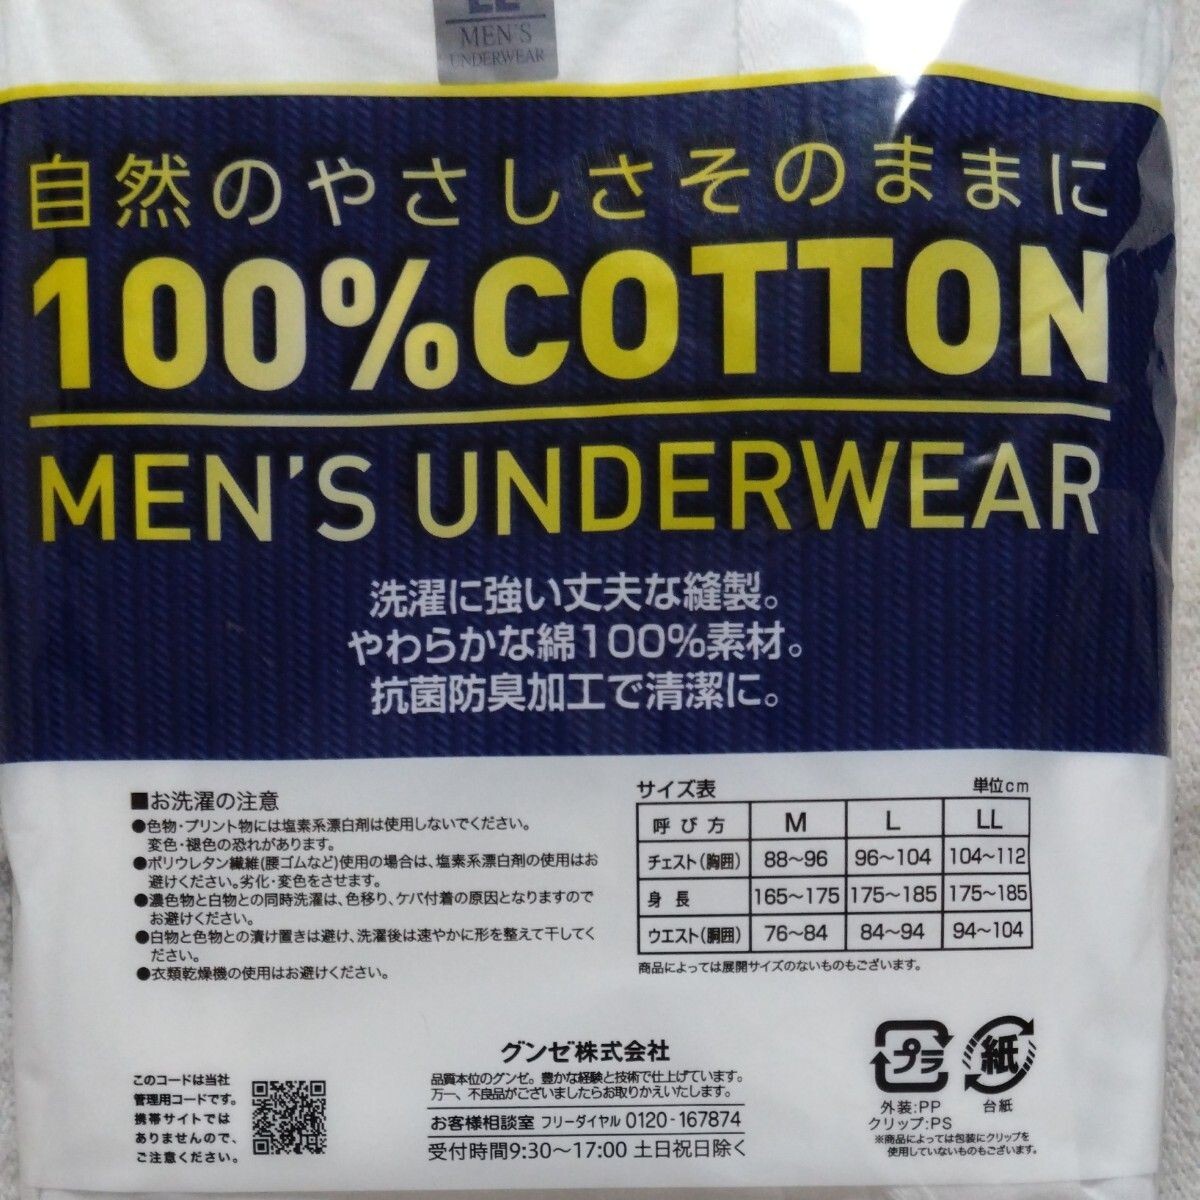 LL
MEN'S
UNDERWEAR
自然のやさしさそのままに
100%COTTON
MEN'S UNDERWEAR
洗濯に強い丈夫な縫製。
やわらかな綿100%素材。
抗菌防臭加工で清潔に。
■お洗濯の注意
●色物・プリント物には塩素系漂白剤は使用しないでください。
変色・褪色の恐れがあります。
●ポリウレタン繊維(腰ゴムなど)使用の場合は、塩素系漂白剤の使用はお
避けください。劣化・変色をさせます。
●濃色物と白物との同時洗濯は、色移り、ケバ付着の原因となりますので
お避けください。
●白物と色物との漬け置きは避け、洗濯後は速やかに形を整えて干してく
ださい。
●衣類乾燥機の使用はお避けください。
サイズ表 単位cm
呼び方 M L LL
チェスト(胸囲) 88～96 96～104 104～112
身長 165～175 175～185 175～185
ウエスト(胴囲) 76～84 84～94 94～104
商品によっては展開サイズのないものもございます。
このコードは当社
管理用コードです。
携帯サイトでは
ありませんので、
ご注意ください。
グンゼ株式会社
品質本位のグンゼ。豊かな経験と技術で仕上げています。
万一、不良品がございましたらお取りかえいたします。
お客様相談室 フリーダイヤル 0120-167874
受付時間9:30～17:00 土日祝日除く
プラ
紙
外装:PP
クリップ:PS
台紙
※商品によっては包装にクリップを
使用していないものもございます。